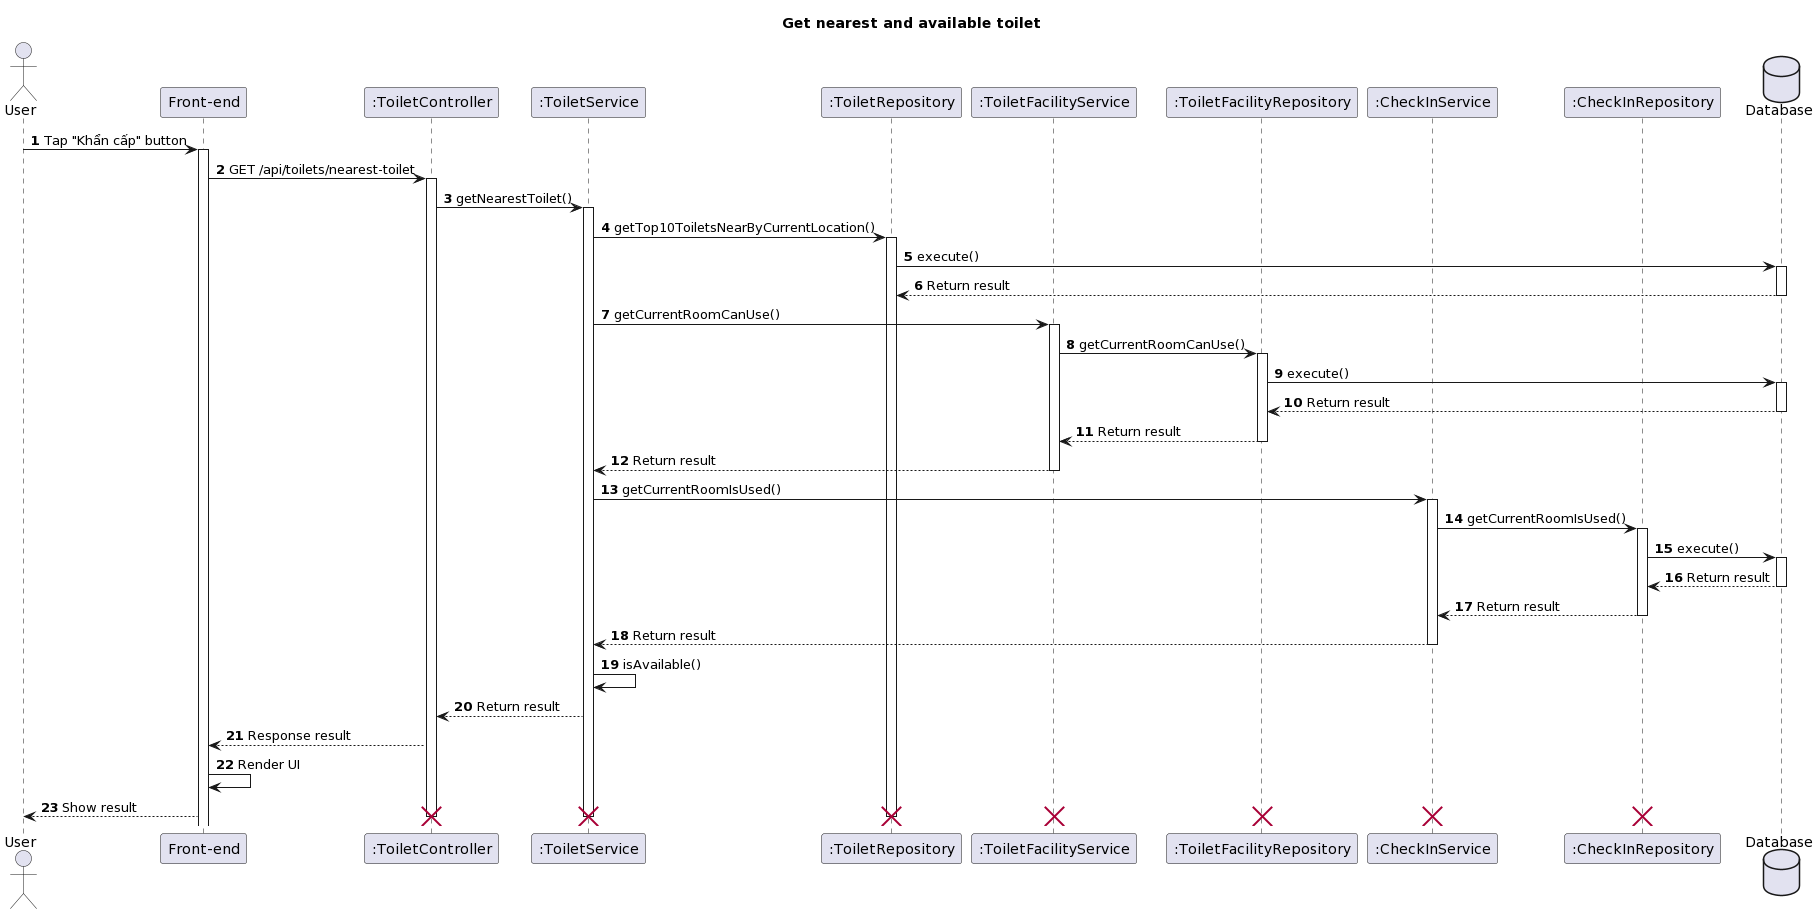 Get nearest and available toilet
User
Front-end
:ToiletController
:ToiletService
:ToiletRepository
:ToiletFacilityService
:ToiletFacilityRepository
:CheckInService
:CheckInRepository
Database
1 Tap "Khẩn cấp" button
2 GET /api/toilets/nearest-toilet
3 getNearestToilet()
4 getTop10ToiletsNearByCurrentLocation()
5 execute()
6 Return result
7 getCurrentRoomCanUse()
8 getCurrentRoomCanUse()
9 execute()
10 Return result
11 Return result
12 Return result
13 getCurrentRoomIsUsed()
14 getCurrentRoomIsUsed()
15 execute()
16 Return result
17 Return result
18 Return result
19 isAvailable()
20 Return result
21 Response result
22 Render UI
23 Show result
User
Front-end
:ToiletController
:ToiletService
:ToiletRepository
:ToiletFacilityService
:ToiletFacilityRepository
:CheckInService
:CheckInRepository
Database